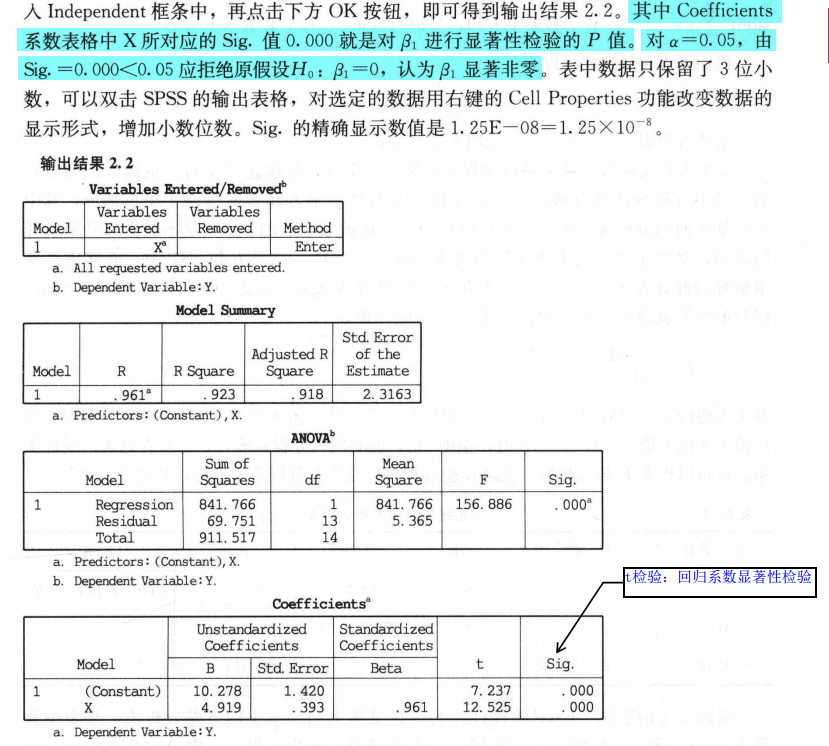 入 Independent 框条中，再点击下方 OK 按钮，即可得到输出结果 2.2。其中 Coefficients
系数表格中 X 所对应的 Sig. 值 0.000 就是对 β₁ 进行显著性检验的 P 值。对 α=0.05，由
Sig.=0.000<0.05 应拒绝原假设 H₀：β₁=0，认为 β₁ 显著非零。表中数据只保留了 3 位小
数，可以双击 SPSS 的输出表格，对选定的数据用右键的 Cell Properties 功能改变数据的
显示形式，增加小数位数。Sig. 的精确显示数值是 1.25E-08=1.25×10⁻⁸。
输出结果 2.2
Variables Entered/Removedᵇ
Model Variables Entered Variables Removed Method
1 Xᵃ Enter
a. All requested variables entered.
b. Dependent Variable:Y.
Model Summary
Model R R Square Adjusted R Square Std. Error of the Estimate
1 .961ᵃ .923 .918 2.3163
a. Predictors:(Constant),X.
ANOVAᵇ
Model Sum of Squares df Mean Square F Sig.
1 Regression 841.766 1 841.766 156.886 .000ᵃ
Residual 69.751 13 5.365
Total 911.517 14
a. Predictors:(Constant),X.
b. Dependent Variable:Y.
t检验：回归系数显著性检验
Coefficientsᵃ
Unstandardized Coefficients Standardized Coefficients
Model B Std. Error Beta t Sig.
1 (Constant) 10.278 1.420 7.237 .000
X 4.919 .393 .961 12.525 .000
a. Dependent Variable:Y.